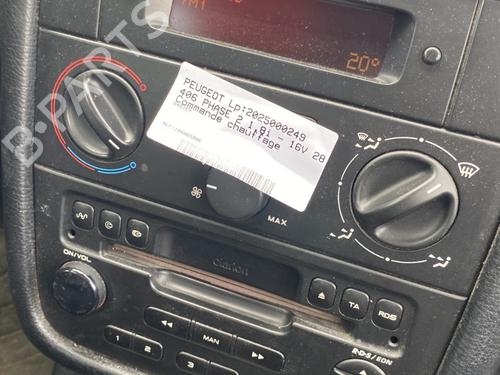 B-PARTS
20°
PEUGEOT LP:2025000249
406 PHASE 2 1.8i - 16V 2B
commande chauffage
MAX
clarion
ON/VOL
TA
RDS
MAN
R·D·S / EON
1
2
3